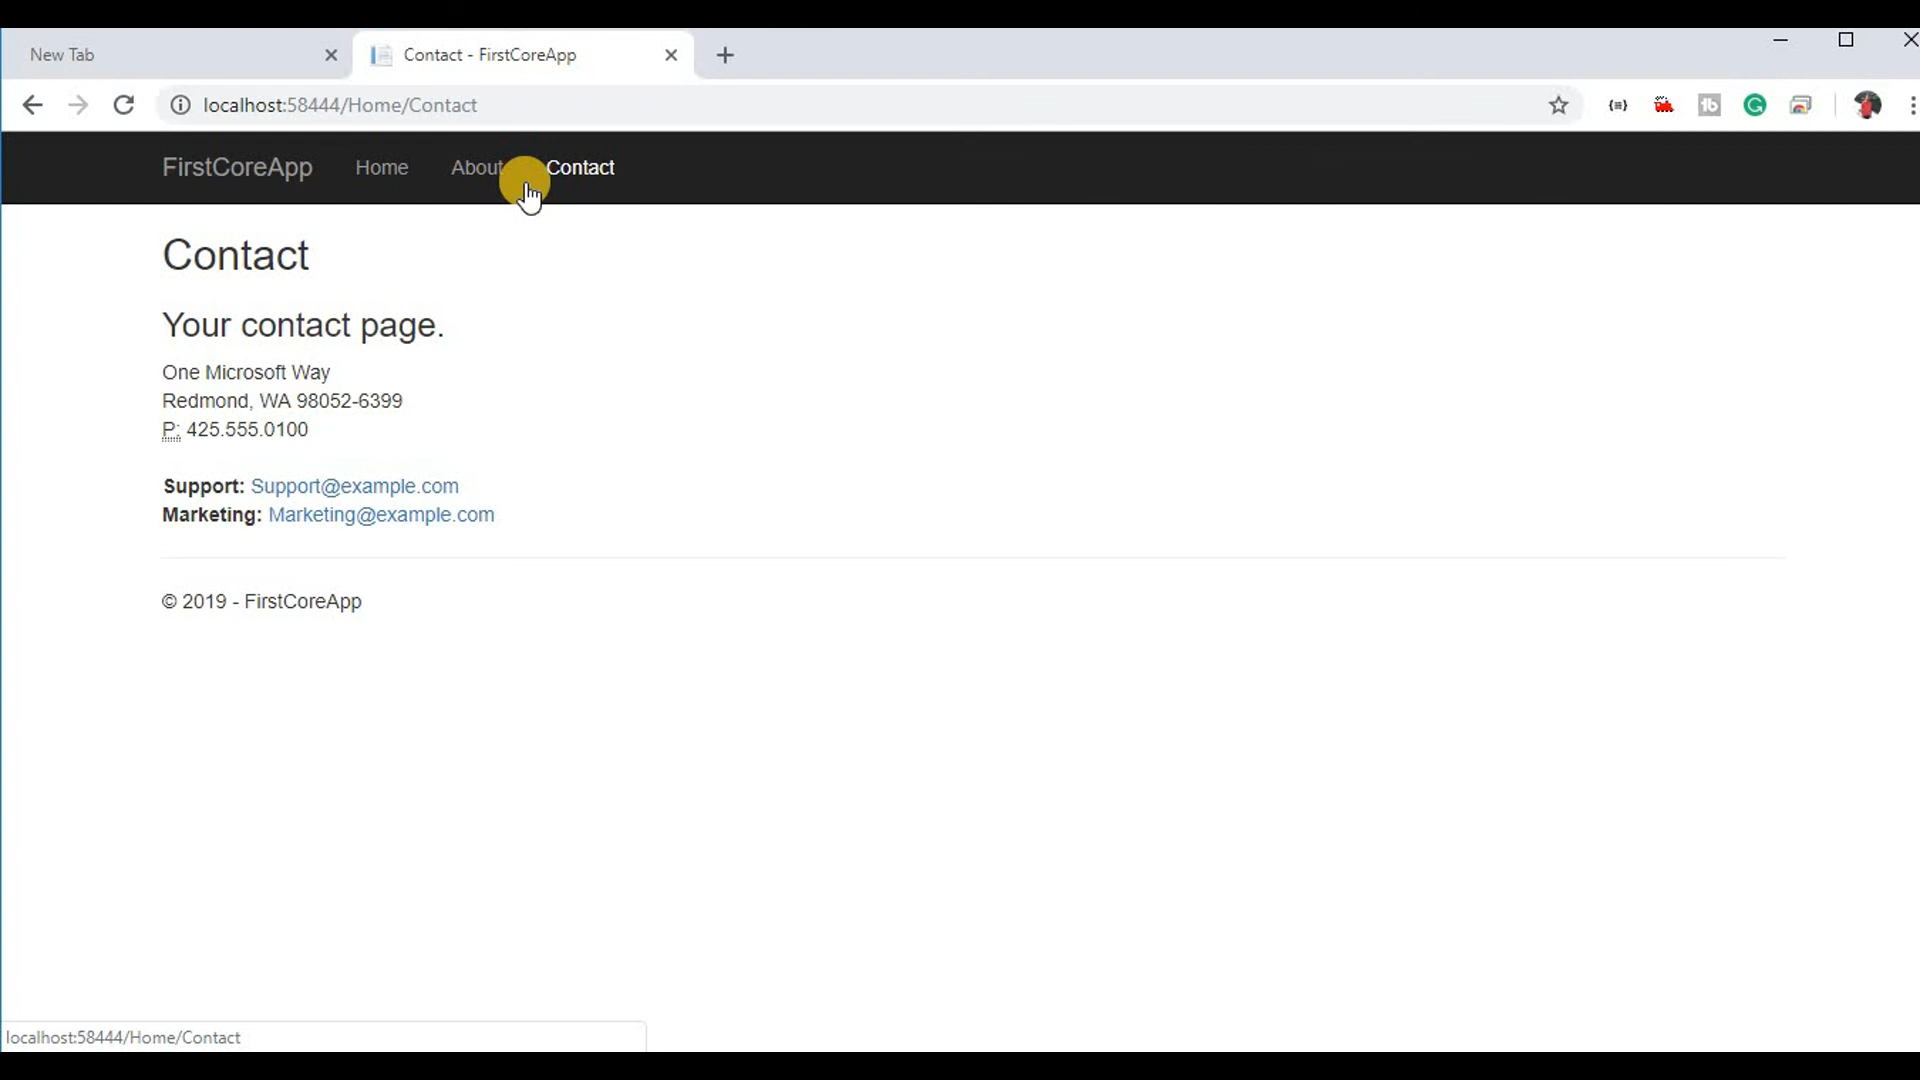 New Tab
Contact - FirstCoreApp
localhost:58444/Home/Contact
FirstCoreApp Home About Contact
Contact
Your contact page.
One Microsoft Way
Redmond, WA 98052-6399
P: 425.555.0100
Support: Support@example.com
Marketing: Marketing@example.com
© 2019 - FirstCoreApp
localhost:58444/Home/Contact